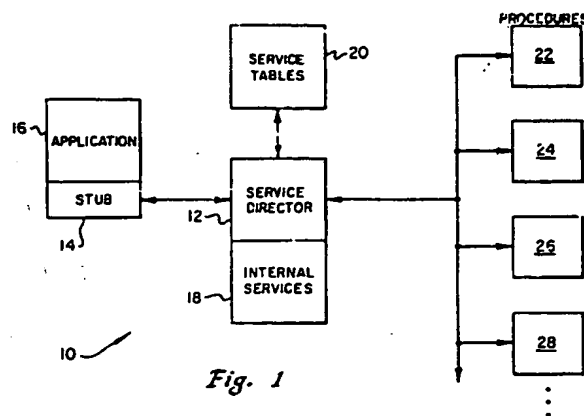 PROCEDURES
22
SERVICE
TABLES
20
16
APPLICATION
24
STUB
14
SERVICE
DIRECTOR
12
26
INTERNAL
SERVICES
18
28
10
Fig. 1